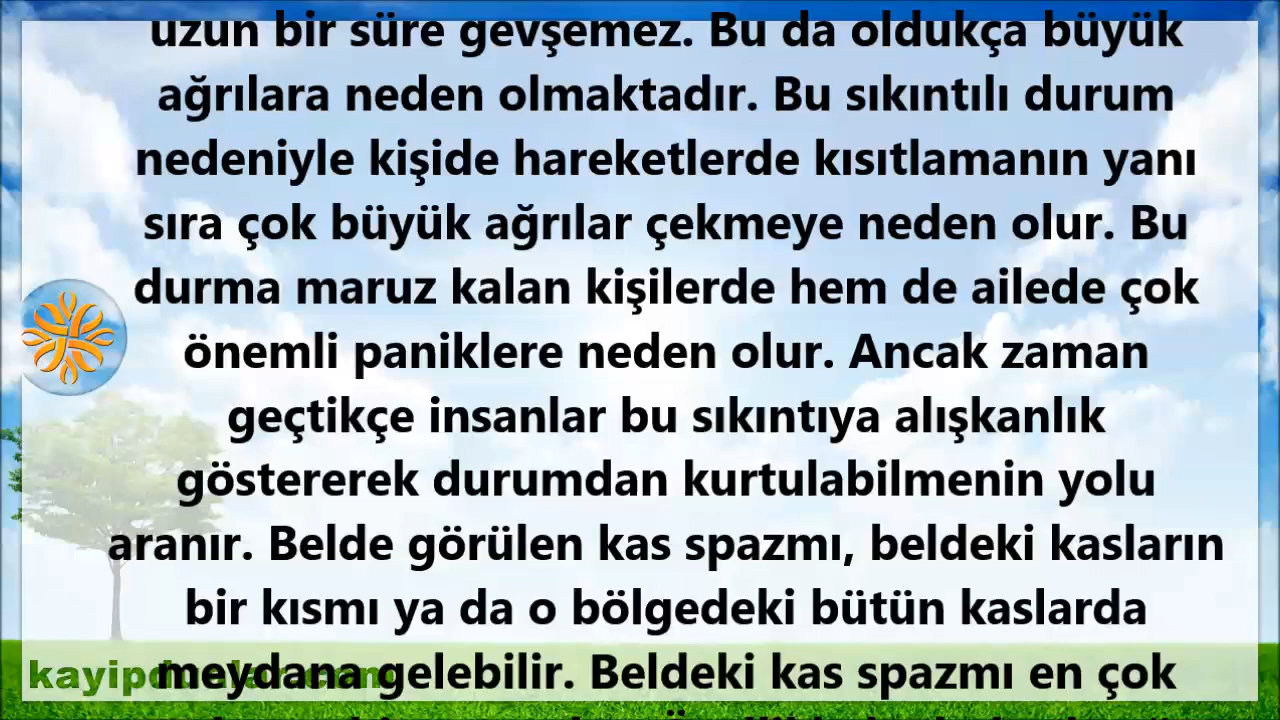 uzun bir süre gevşemez. Bu da oldukça büyük
ağrılara neden olmaktadır. Bu sıkıntılı durum
nedeniyle kişide hareketlerde kısıtlamanın yanı
sıra çok büyük ağrılar çekmeye neden olur. Bu
durma maruz kalan kişilerde hem de ailede çok
önemli paniklere neden olur. Ancak zaman
geçtikçe insanlar bu sıkıntıya alışkanlık
göstererek durumdan kurtulabilmenin yolu
aranır. Belde görülen kas spazmı, beldeki kasların
bir kısmı ya da o bölgedeki bütün kaslarda
meydana gelebilir. Beldeki kas spazmı en çok